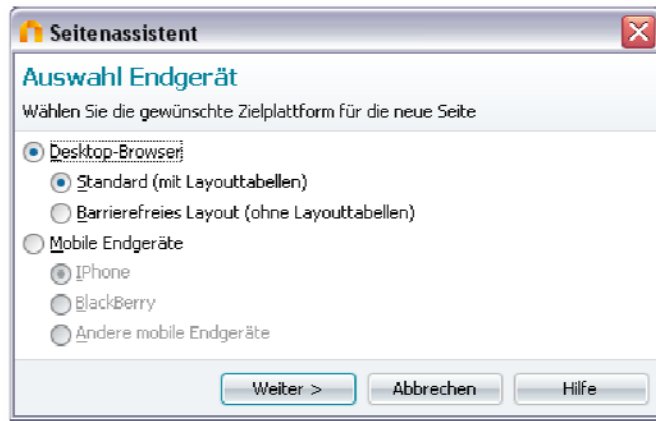 Seitenassistent
Auswahl Endgerät
Wählen Sie die gewünschte Zielplattform für die neue Seite
Desktop-Browser
Standard (mit Layouttabellen)
Barrierefreies Layout (ohne Layouttabellen)
Mobile Endgeräte
IPhone
BlackBerry
Andere mobile Endgeräte
Weiter > Abbrechen Hilfe